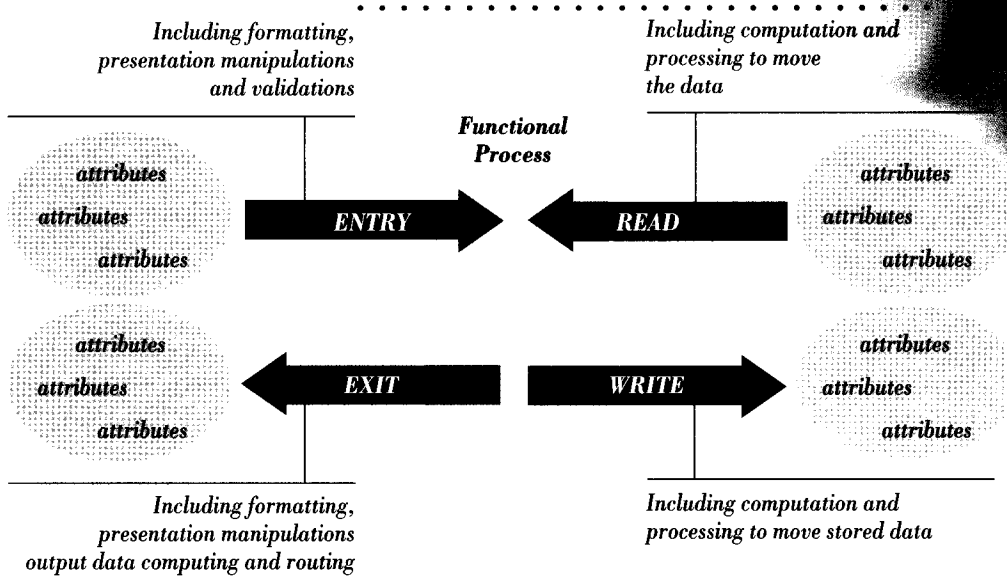 Including formatting,
presentation manipulations
and validations
Including computation and
processing to move
the data
Functional
Process
attributes
attributes
attributes
ENTRY
READ
attributes
attributes
attributes
attributes
attributes
attributes
EXIT
WRITE
attributes
attributes
attributes
Including formatting,
presentation manipulations
output data computing and routing
Including computation and
processing to move stored data